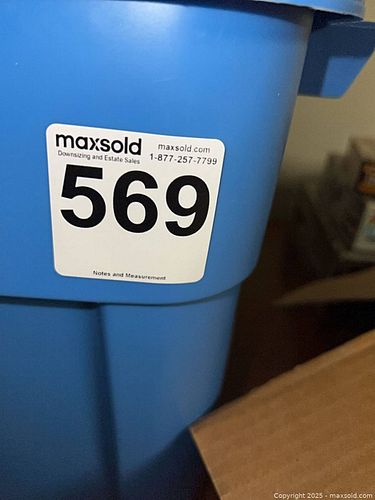 maxsold
maxsold.com
Downsizing and Estate Sales
1-877-257-7799
569
Notes and Measurement
Copyright 2025 - maxsold.com